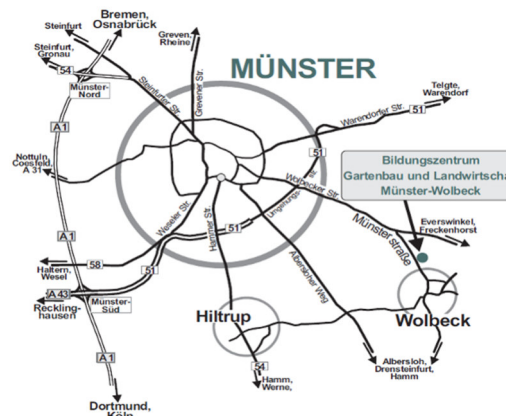 Bremen,
Osnabrück
Steinfurt
Steinfurt,
Gronau
54
Münster-
Nord
Steinfurter Str.
Greven,
Rheine
Grevener Str.
MÜNSTER
Telgte,
Warendorf
51
Warendorfer Str.
51
A 1
Nottuln,
Coesfeld,
A 31
Wolbecker Str.
Umgehungs-
str.
Bildungszentrum
Gartenbau und Landwirtscha
Münster-Wolbeck
Everswinkel,
Freckenhorst
Münster straße
Weseler Str.
Hammer Str.
51
Albersloher Weg
A 1
58
Haltern,
Wesel
51
A 43
Reckling-
hausen
Münster-
Süd
Hiltrup
Wolbeck
A 1
54
Hamm,
Werne,
Albersloh,
Drensteinfurt,
Hamm
Dortmund,
Köln